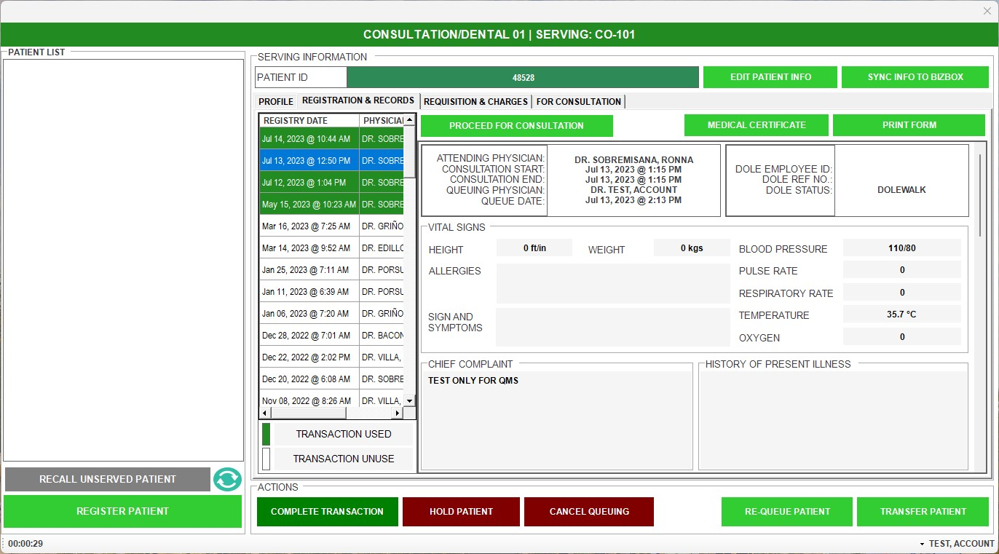 CONSULTATION/DENTAL 01 | SERVING: CO-101
PATIENT LIST
RECALL UNSERVED PATIENT
REGISTER PATIENT
SERVING INFORMATION
PATIENT ID 48528 EDIT PATIENT INFO SYNC INFO TO BIZBOX
PROFILE REGISTRATION & RECORDS REQUISITION & CHARGES FOR CONSULTATION
REGISTRY DATE PHYSICIAN
Jul 14, 2023 @ 10:44 AM DR. SOBRE
Jul 13, 2023 @ 12:50 PM DR. SOBRE
Jul 12, 2023 @ 1:04 PM DR. SOBRE
May 15, 2023 @ 10:23 AM DR. SOBRE
Mar 16, 2023 @ 7:25 AM DR. GRIÑO
Mar 14, 2023 @ 9:52 AM DR. EDILLO
Jan 25, 2023 @ 7:11 AM DR. PORSU
Jan 11, 2023 @ 6:39 AM DR. PORSU
Jan 06, 2023 @ 7:20 AM DR. GRIÑO
Dec 28, 2022 @ 7:01 AM DR. BACON
Dec 22, 2022 @ 2:02 PM DR. VILLA,
Dec 20, 2022 @ 6:08 AM DR. SOBRE
Nov 08, 2022 @ 8:26 AM DR. VILLA,
TRANSACTION USED
TRANSACTION UNUSE
PROCEED FOR CONSULTATION MEDICAL CERTIFICATE PRINT FORM
ATTENDING PHYSICIAN: DR. SOBREMISANA, RONNA
CONSULTATION START: Jul 13, 2023 @ 1:15 PM
CONSULTATION END: Jul 13, 2023 @ 1:15 PM
QUEUING PHYSICIAN: DR. TEST, ACCOUNT
QUEUE DATE: Jul 13, 2023 @ 2:13 PM
DOLE EMPLOYEE ID:
DOLE REF NO.:
DOLE STATUS: DOLEWALK
VITAL SIGNS
HEIGHT 0 ft/in WEIGHT 0 kgs
ALLERGIES
SIGN AND
SYMPTOMS
BLOOD PRESSURE 110/80
PULSE RATE 0
RESPIRATORY RATE 0
TEMPERATURE 35.7 °C
OXYGEN 0
CHIEF COMPLAINT
TEST ONLY FOR QMS
HISTORY OF PRESENT ILLNESS
ACTIONS
COMPLETE TRANSACTION HOLD PATIENT CANCEL QUEUING RE-QUEUE PATIENT TRANSFER PATIENT
00:00:29 TEST, ACCOUNT